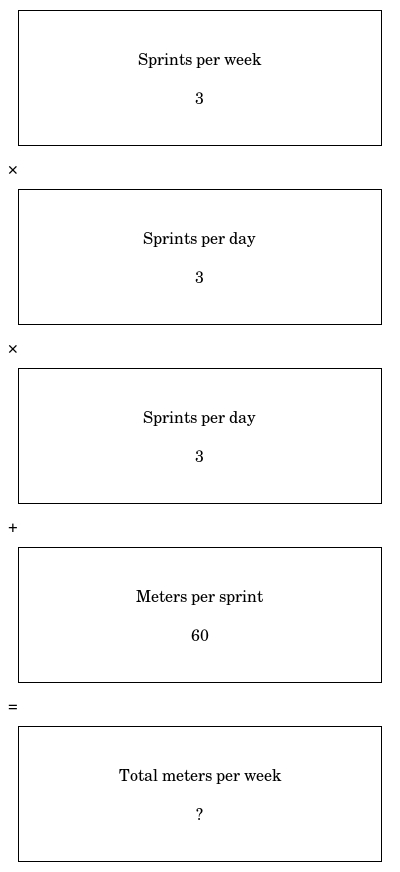 Sprints per week
3
×
Sprints per day
3
×
Sprints per day
3
+
Meters per sprint
60
=
Total meters per week
?